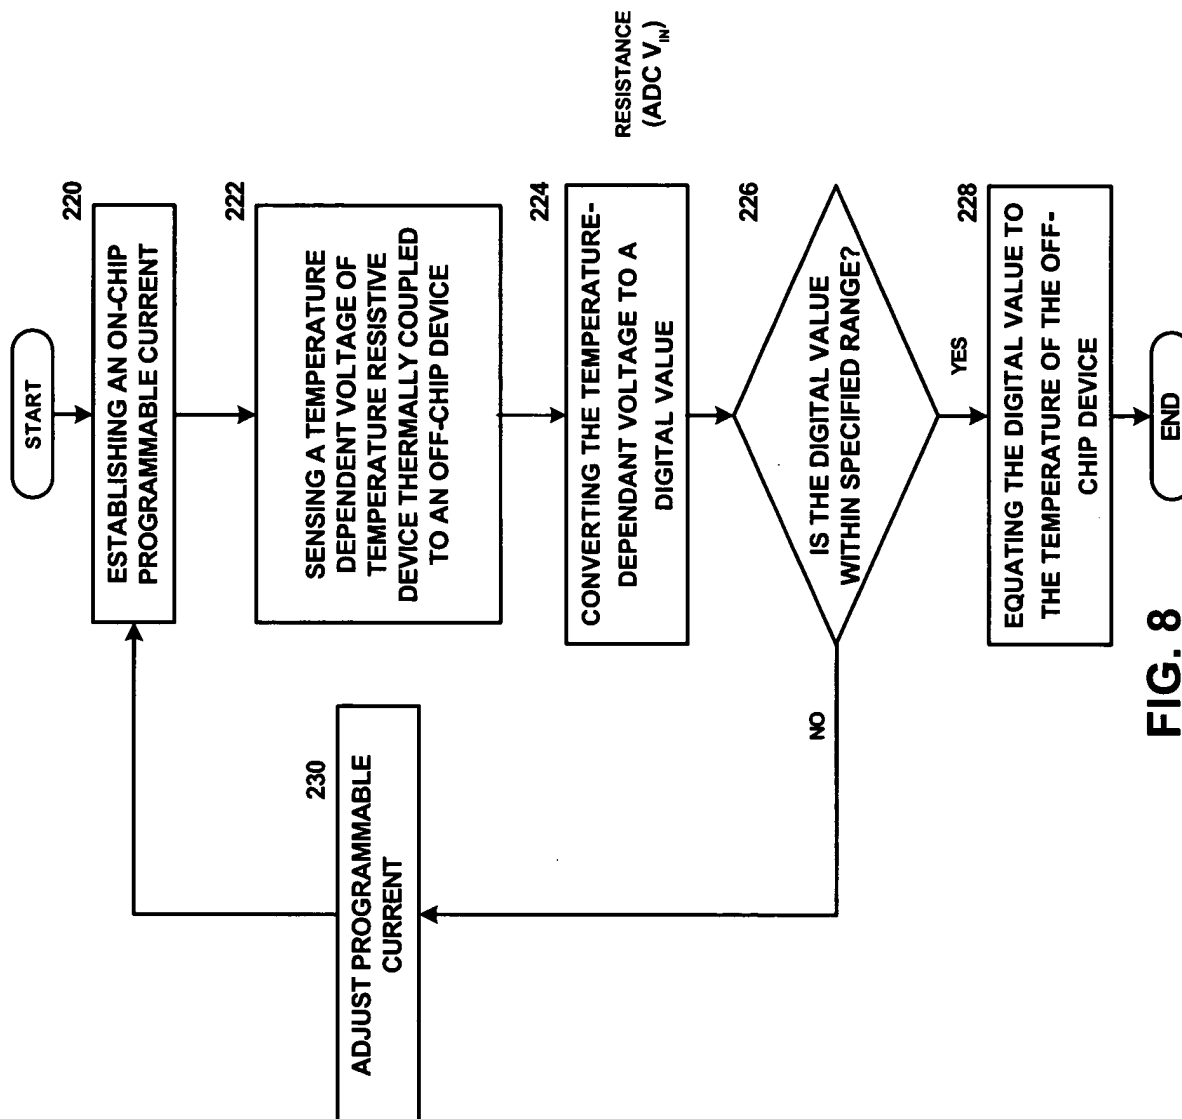 START
220
ESTABLISHING AN ON-CHIP
PROGRAMMABLE CURRENT
222
SENSING A TEMPERATURE
DEPENDENT VOLTAGE OF
TEMPERATURE RESISTIVE
DEVICE THERMALLY COUPLED
TO AN OFF-CHIP DEVICE
224
CONVERTING THE TEMPERATURE-
DEPENDANT VOLTAGE TO A
DIGITAL VALUE
RESISTANCE
(ADC VIN)
226
IS THE DIGITAL VALUE
WITHIN SPECIFIED RANGE?
YES
NO
228
EQUATING THE DIGITAL VALUE TO
THE TEMPERATURE OF THE OFF-
CHIP DEVICE
END
230
ADJUST PROGRAMMABLE
CURRENT
FIG. 8